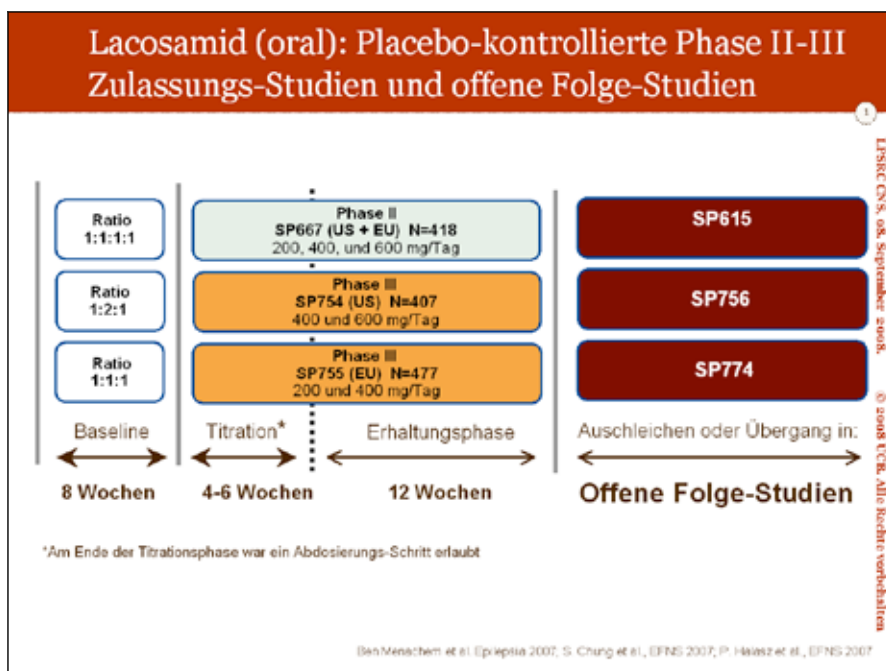 Lacosamid (oral): Placebo-kontrollierte Phase II-III
Zulassungs-Studien und offene Folge-Studien
1
Ratio
1:1:1:1
Phase II
SP667 (US + EU) N=418
200, 400, und 600 mg/Tag
SP615
Ratio
1:2:1
Phase III
SP754 (US) N=407
400 und 600 mg/Tag
SP756
Ratio
1:1:1
Phase III
SP755 (EU) N=477
200 und 400 mg/Tag
SP774
Baseline
Titration*
Erhaltungsphase
Auschleichen oder Übergang in:
8 Wochen
4-6 Wochen
12 Wochen
Offene Folge-Studien
*Am Ende der Titrationsphase war ein Abdosierungs-Schritt erlaubt
Ben Menachem et al. Epilepsia 2007; S. Chung et al., EFNS 2007; P. Halasz et al., EFNS 2007
LPSRC CNS. 08. September 2008. © 2008 UCB. Alle Rechte vorbehalten